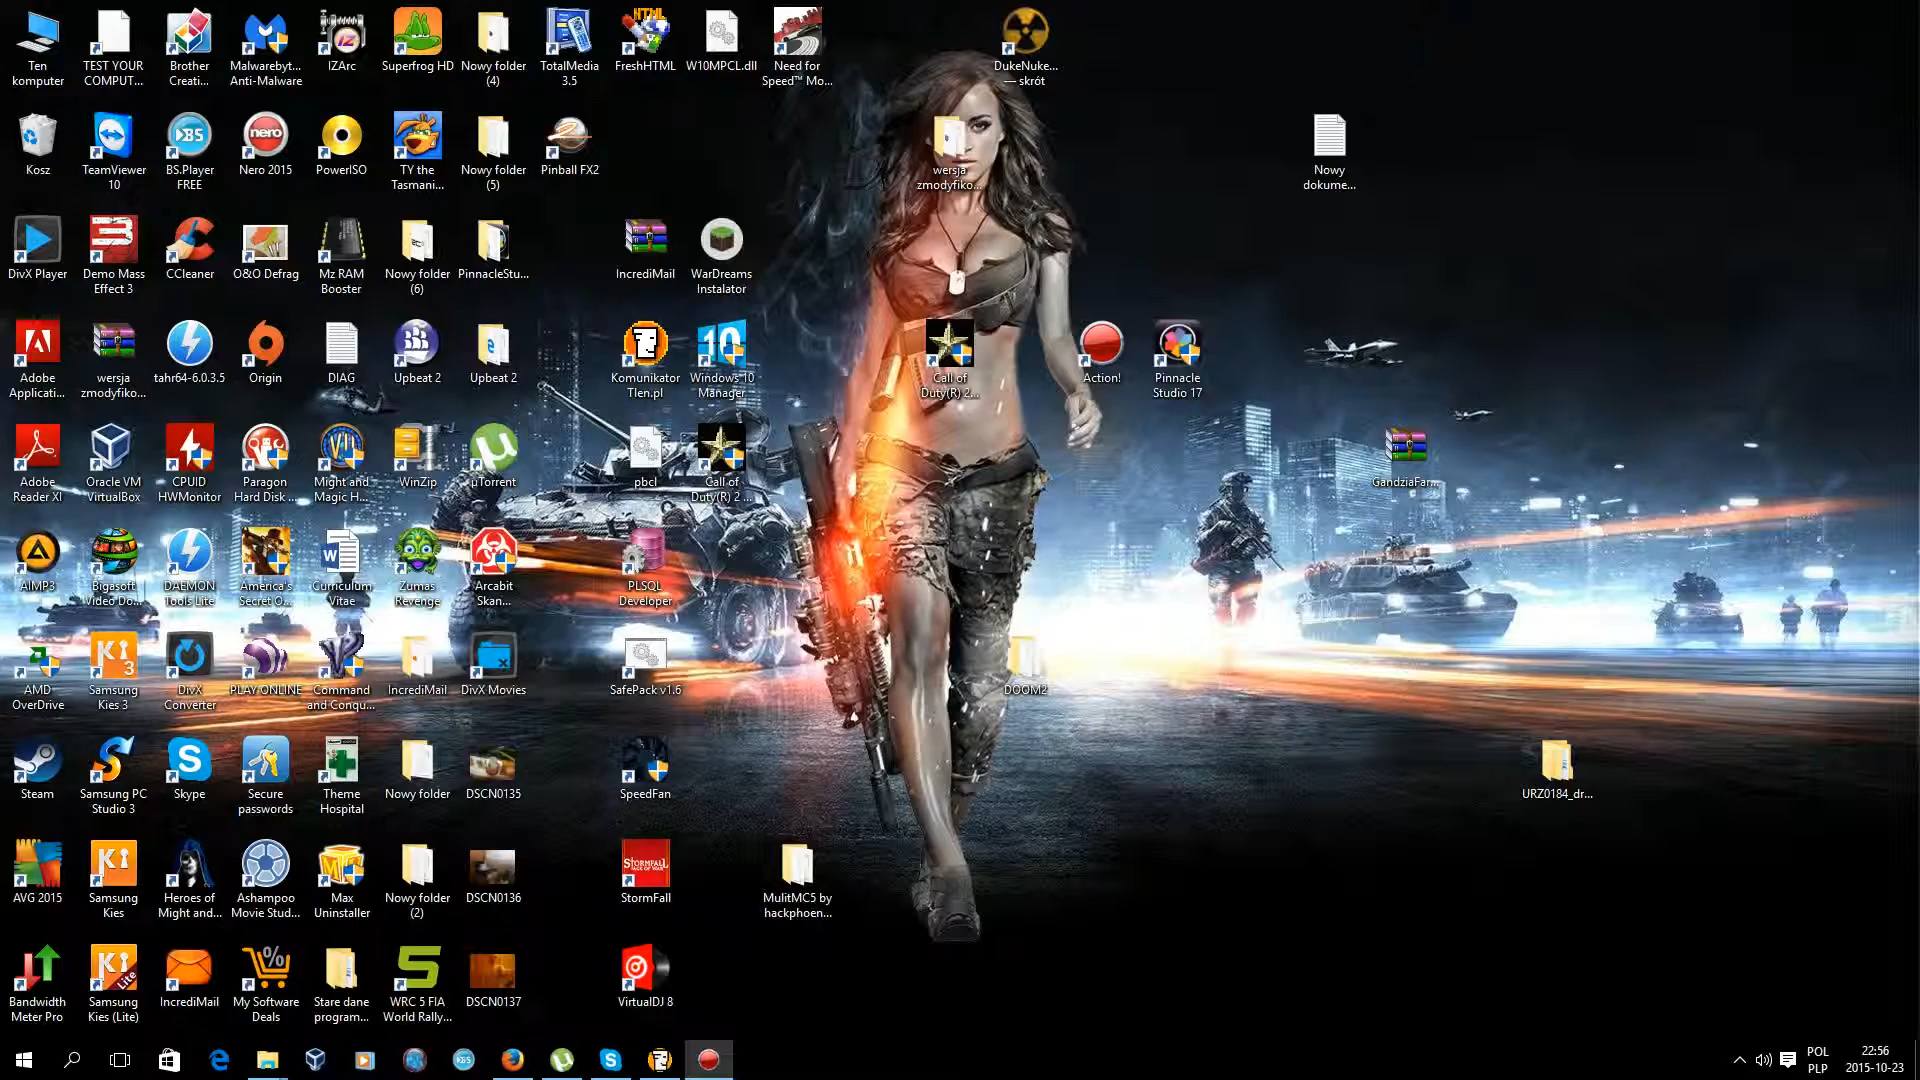 Ten
komputer
TEST YOUR
COMPUT...
Brother
Creati...
Malwarebyt...
Anti-Malware
IZArc
Superfrog HD
Nowy folder
(4)
TotalMedia
3.5
HTML
FreshHTML
W10MPCL.dll
Need for
Speed™ Mo...
DukeNuke...
— skrót
Kosz
TeamViewer
10
BS.Player
FREE
nero
Nero 2015
PowerISO
TY the
Tasmani...
Nowy folder
(5)
Pinball FX2
wersja
zmodyfiko...
Nowy
dokume...
DivX Player
Demo Mass
Effect 3
CCleaner
O&O Defrag
Mz RAM
Booster
Nowy folder
(6)
PinnacleStu...
IncrediMail
WarDreams
Instalator
Adobe
Applicati...
wersja
zmodyfiko...
tahr64-6.0.3.5
Origin
DIAG
Upbeat 2
Upbeat 2
Komunikator
Tlen.pl
10
Windows 10
Manager
Call of
Duty(R) 2...
Action!
Pinnacle
Studio 17
Adobe
Reader XI
Oracle VM
VirtualBox
CPUID
HWMonitor
Paragon
Hard Disk ...
Might and
Magic H...
WinZip
µTorrent
pbcl
Call of
Duty(R) 2 ...
GandziaFar...
AIMP3
Bigasoft
Video Do...
DAEMON
Tools Lite
America's
Secret O...
Curriculum
Vitae
Zumas
Revenge
Arcabit
Skan...
PLSQL
Developer
AMD
OverDrive
Samsung
Kies 3
DivX
Converter
PLAY ONLINE
Command
and Conqu...
IncrediMail
DivX Movies
SafePack v1.6
DOOM2
Steam
Samsung PC
Studio 3
Skype
Secure
passwords
Theme
Hospital
Nowy folder
DSCN0135
SpeedFan
URZ0184_dr...
AVG 2015
Samsung
Kies
Heroes of
Might and...
Ashampoo
Movie Stud...
Max
Uninstaller
Nowy folder
(2)
DSCN0136
STORMFALL
StormFall
MulitMC5 by
hackphoen...
Bandwidth
Meter Pro
Samsung
Kies (Lite)
IncrediMail
My Software
Deals
Stare dane
program...
WRC 5 FIA
World Rally...
DSCN0137
VirtualDJ 8
POL
PLP
22:56
2015-10-23